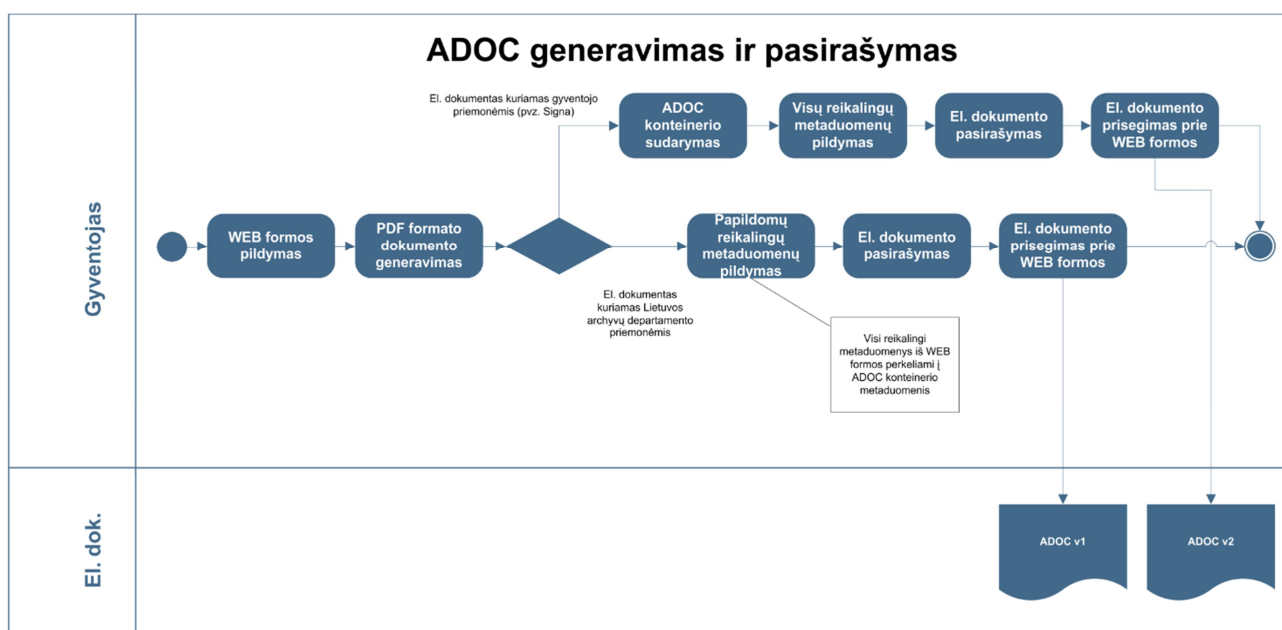 ADOC generavimas ir pasirašymas
Gyventojas
El. dokumentas kuriamas gyventojo
priemonėmis (pvz. Signa)
ADOC
konteinerio
sudarymas
Visų reikalingų
metaduomenų
pildymas
El. dokumento
pasirašymas
El. dokumento
prisegimas prie
WEB formos
WEB formos
pildymas
PDF formato
dokumento
generavimas
Papildomų
reikalingų
metaduomenų
pildymas
El. dokumento
pasirašymas
El. dokumento
prisegimas prie
WEB formos
El. dokumentas
kuriamas Lietuvos
archyvų departamento
priemonėmis
Visi reikalingi
metaduomenys iš WEB
formos perkeliami į
ADOC konteinerio
metaduomenis
El. dok.
ADOC v1
ADOC v2